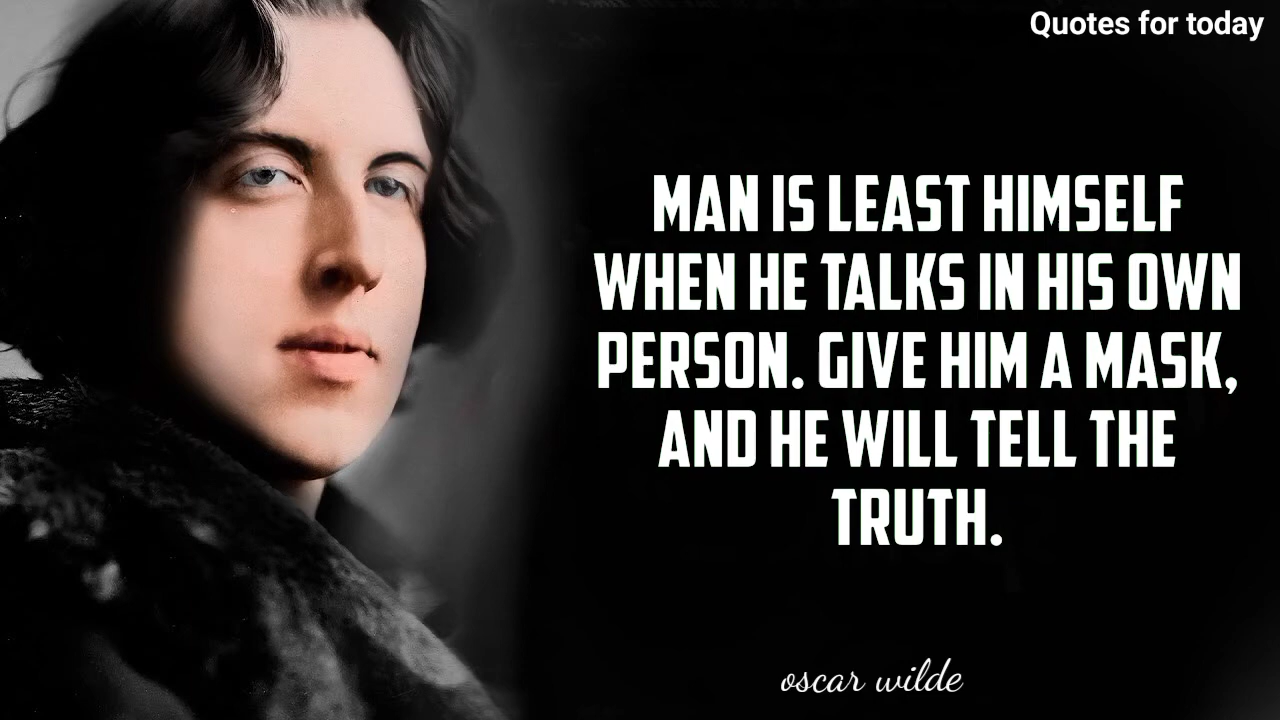 Quotes for today
MAN IS LEAST HIMSELF
WHEN HE TALKS IN HIS OWN
PERSON. GIVE HIM A MASK,
AND HE WILL TELL THE
TRUTH.
oscar wilde